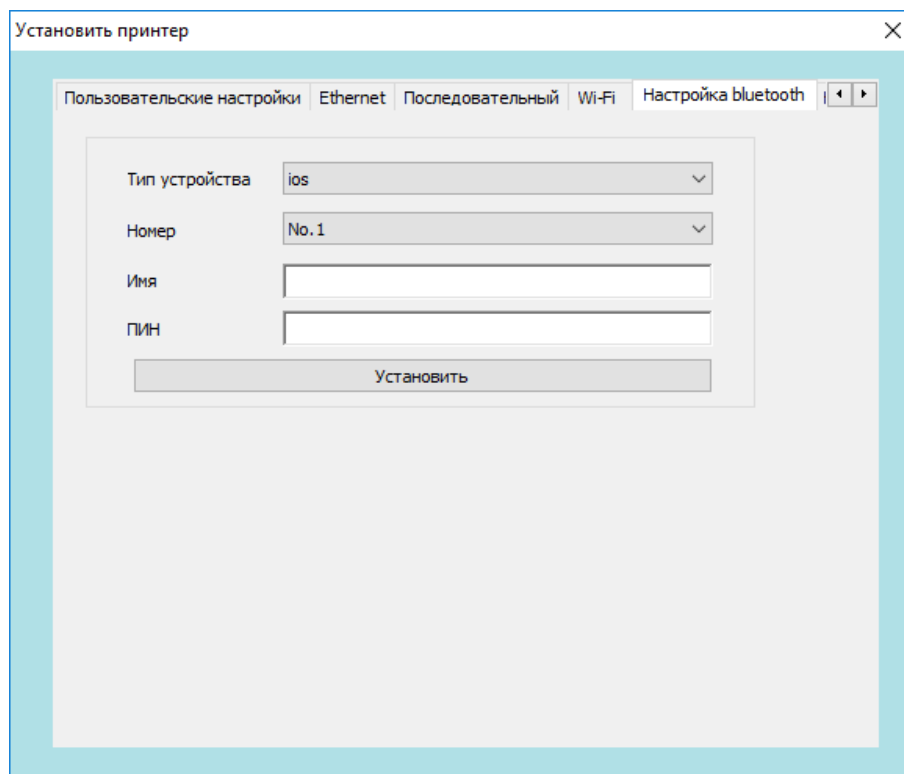 Установить принтер
Пользовательские настройки Ethernet Последовательный Wi-Fi Настройка bluetooth
Тип устройства ios
Номер No.1
Имя
ПИН
Установить